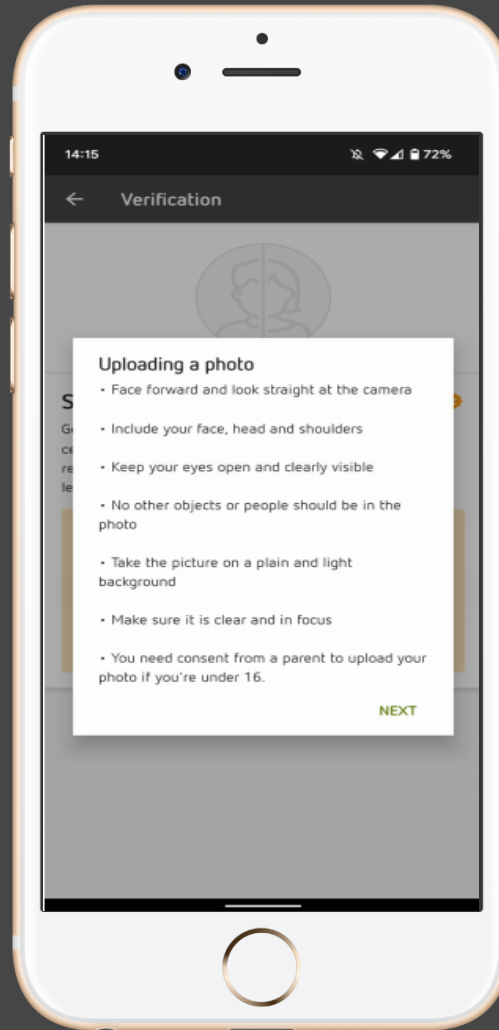 14:15
72%
Verification
Uploading a photo
• Face forward and look straight at the camera
• Include your face, head and shoulders
• Keep your eyes open and clearly visible
• No other objects or people should be in the
photo
• Take the picture on a plain and light
background
• Make sure it is clear and in focus
• You need consent from a parent to upload your
photo if you're under 16.
NEXT